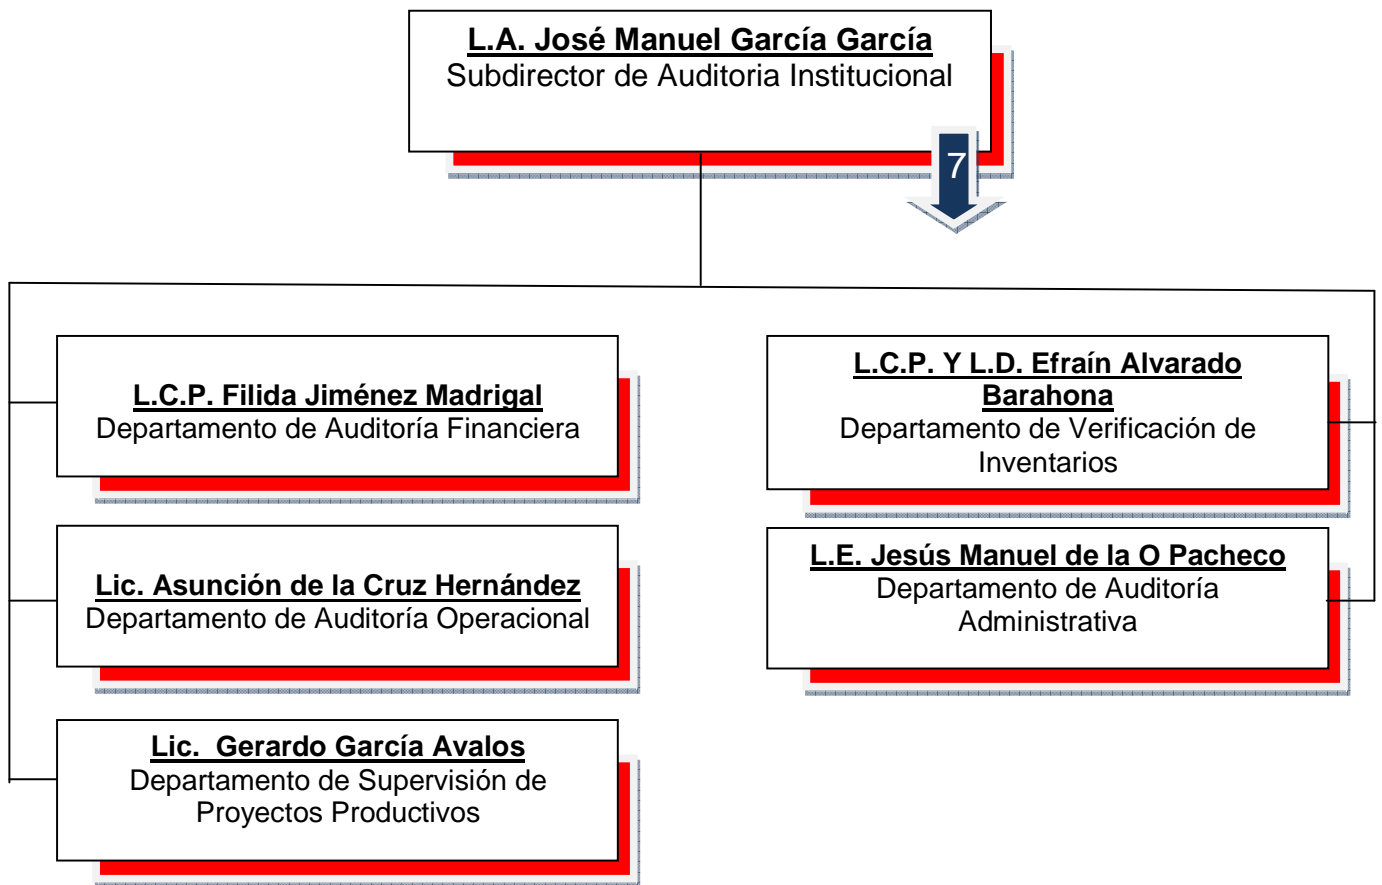 L.A. José Manuel García García
Subdirector de Auditoria Institucional
7
L.C.P. Filida Jiménez Madrigal
Departamento de Auditoría Financiera
L.C.P. Y L.D. Efraín Alvarado
Barahona
Departamento de Verificación de
Inventarios
Lic. Asunción de la Cruz Hernández
Departamento de Auditoría Operacional
L.E. Jesús Manuel de la O Pacheco
Departamento de Auditoría
Administrativa
Lic.  Gerardo García Avalos
Departamento de Supervisión de
Proyectos Productivos